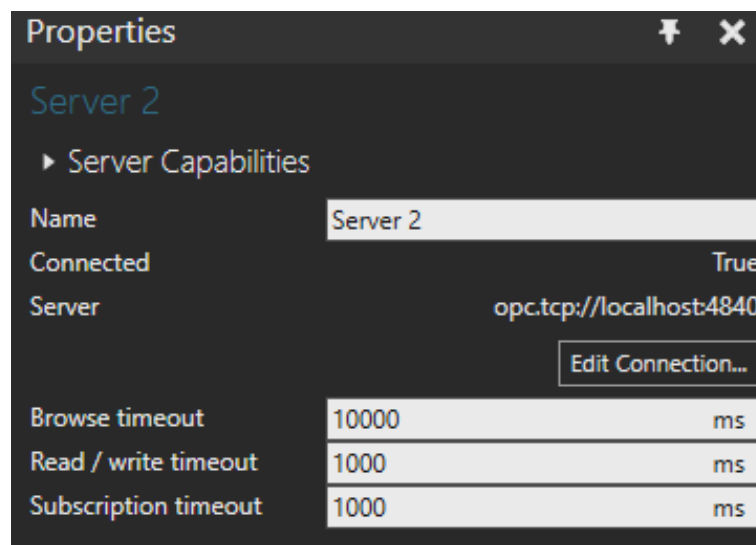 Properties
Server 2
Server Capabilities
Name Server 2
Connected True
Server opc.tcp://localhost:4840
Edit Connection...
Browse timeout 10000 ms
Read / write timeout 1000 ms
Subscription timeout 1000 ms